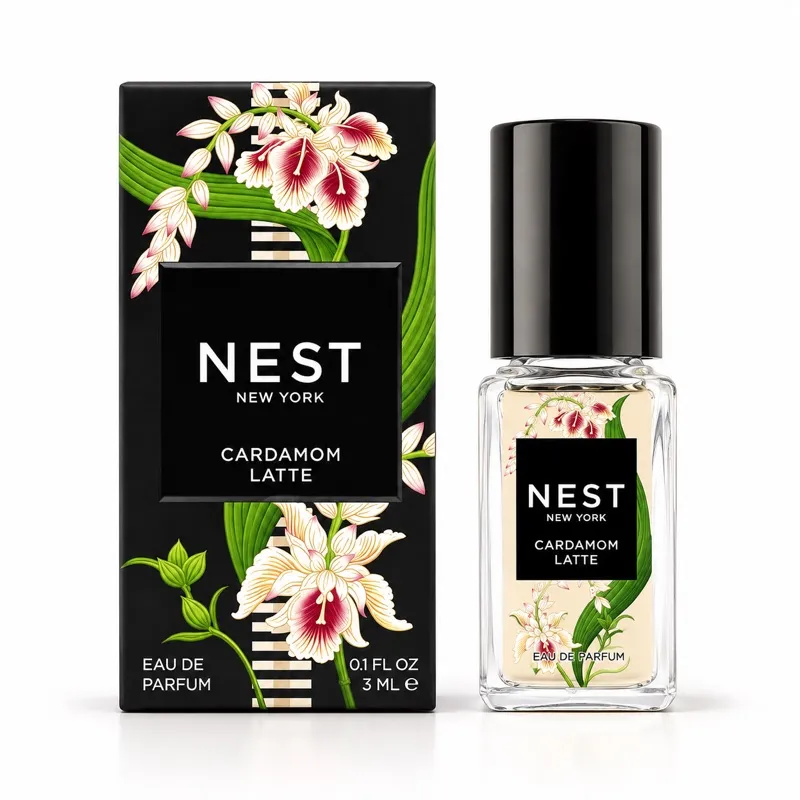 NEST
NEW YORK
CARDAMOM
LATTE
EAU DE
PARFUM
0.1 FL OZ
3 ML ℮
NEST
NEW YORK
CARDAMOM
LATTE
EAU DE PARFUM